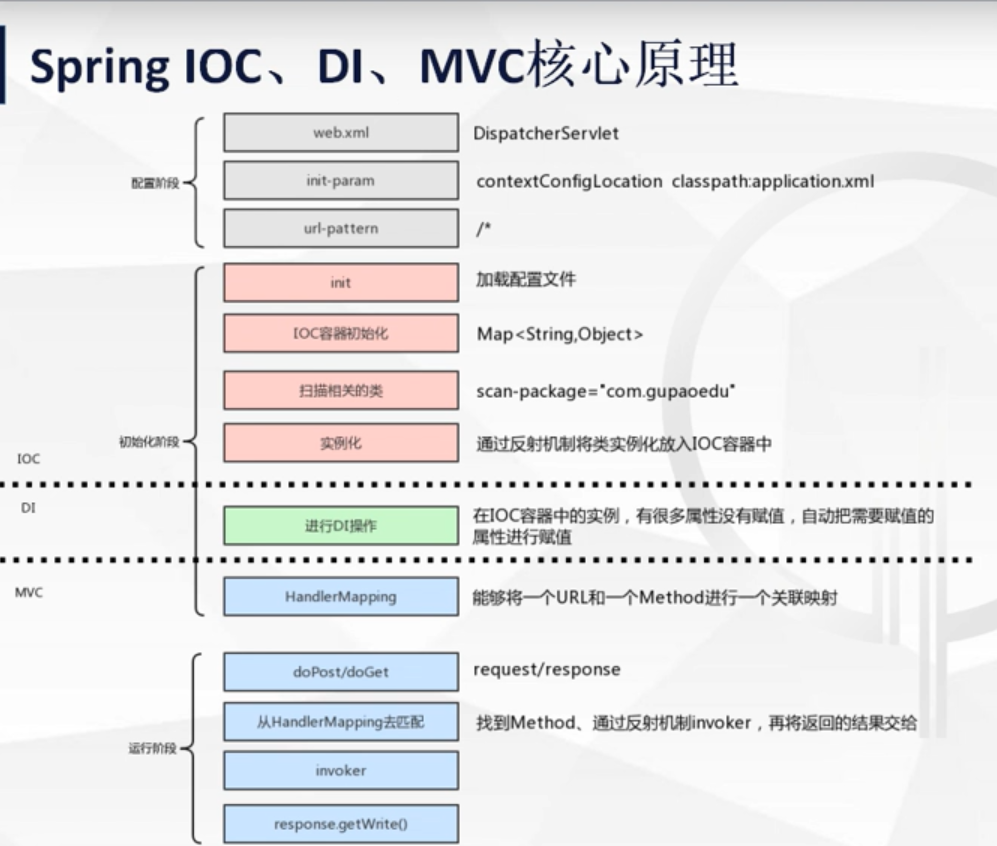 Spring IOC、DI、MVC核心原理
配置阶段
web.xml DispatcherServlet
init-param contextConfigLocation classpath:application.xml
url-pattern /*
初始化阶段
init 加载配置文件
IOC容器初始化 Map<String,Object>
扫描相关的类 scan-package="com.gupaoedu"
实例化 通过反射机制将类实例化放入IOC容器中
IOC
DI
进行DI操作 在IOC容器中的实例，有很多属性没有赋值，自动把需要赋值的
属性进行赋值
MVC
HandlerMapping 能够将一个URL和一个Method进行一个关联映射
运行阶段
doPost/doGet request/response
从HandlerMapping去匹配 找到Method、通过反射机制invoker，再将返回的结果交给
invoker
response.getWrite()